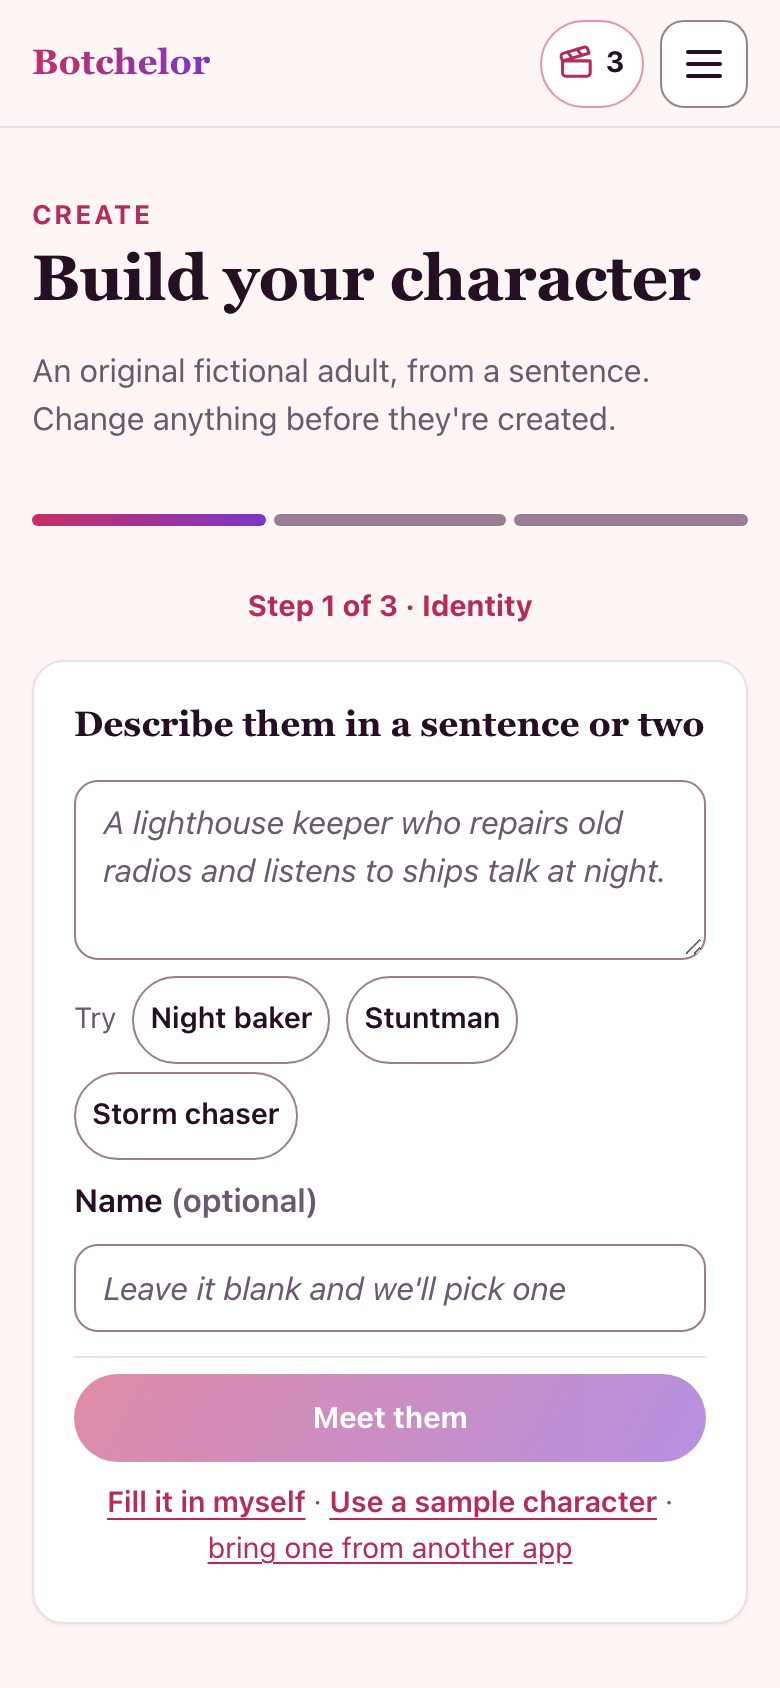 Botchelor
3
CREATE
Build your character
An original fictional adult, from a sentence.
Change anything before they're created.
Step 1 of 3 · Identity
Describe them in a sentence or two
A lighthouse keeper who repairs old
radios and listens to ships talk at night.
Try Night baker Stuntman
Storm chaser
Name (optional)
Leave it blank and we'll pick one
Meet them
Fill it in myself · Use a sample character ·
bring one from another app